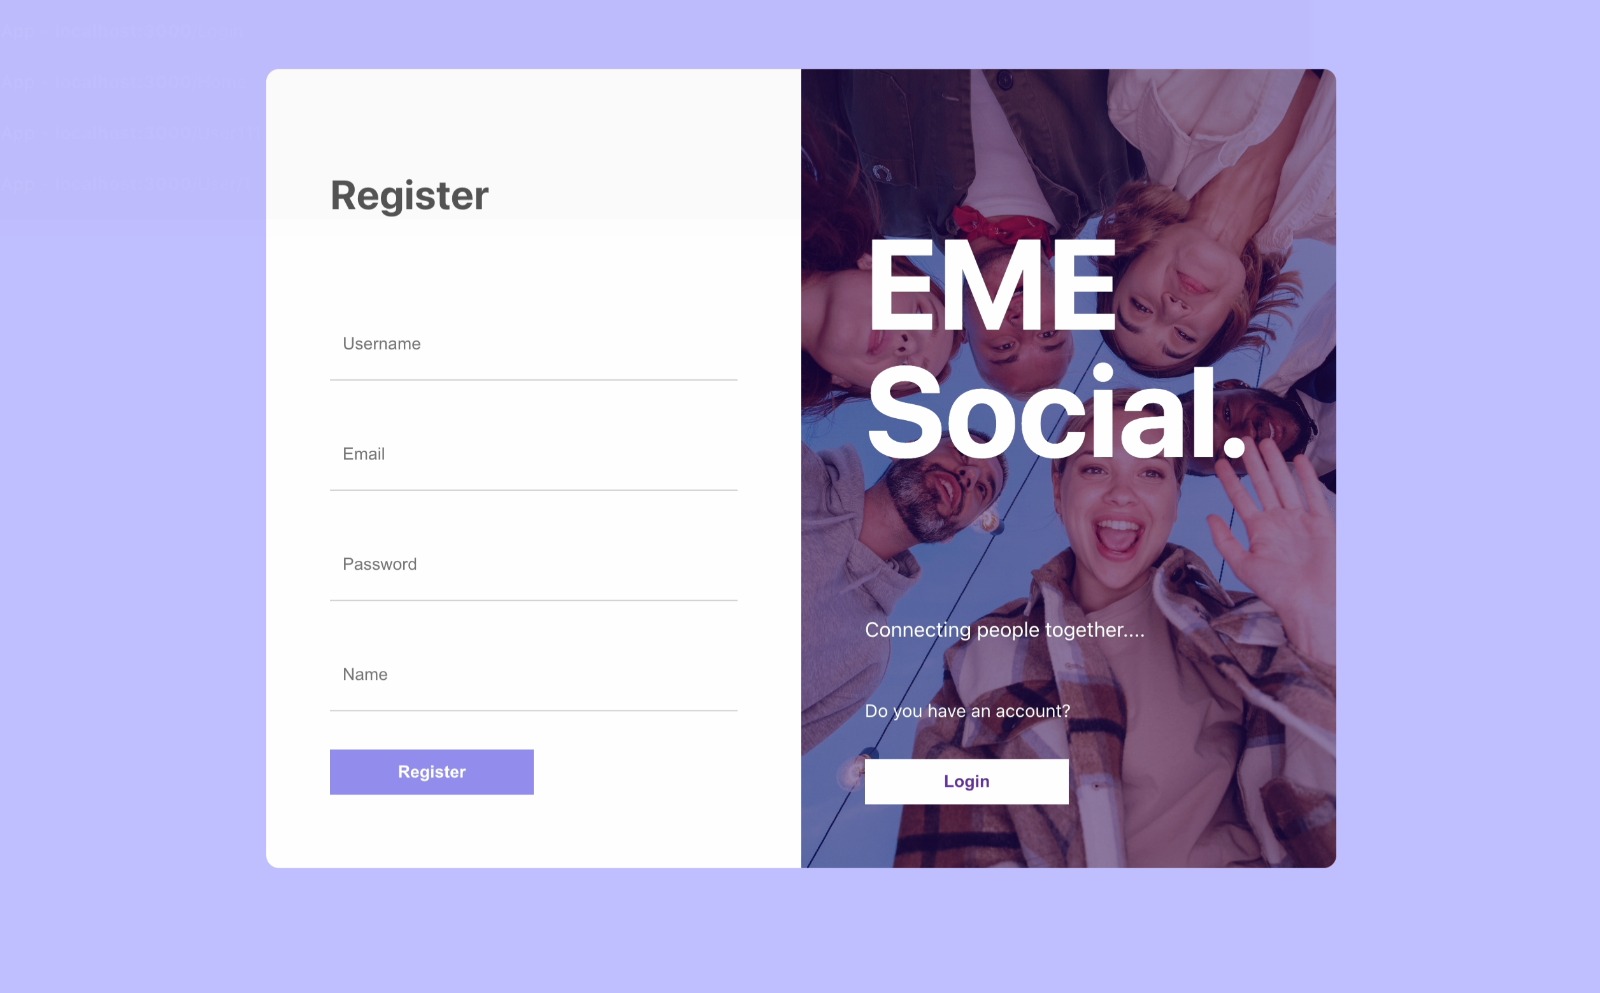 Register
Username
Email
Password
Name
Register
EME
Social.
Connecting people together....
Do you have an account?
Login